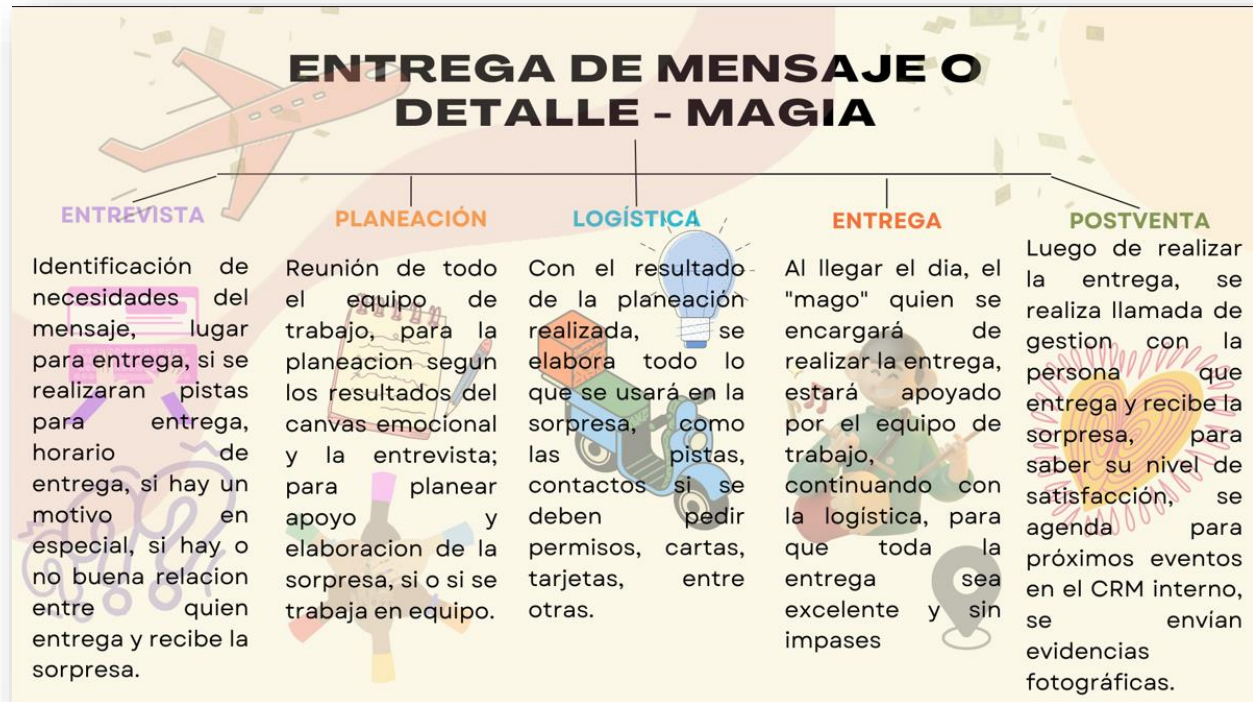 ENTREGA DE MENSAJE O
DETALLE - MAGIA
ENTREVISTA
Identificación de
necesidades del
mensaje, lugar
para entrega, si se
realizaran pistas
para entrega,
horario de
entrega, si hay un
motivo en
especial, si hay o
no buena relacion
entre quien
entrega y recibe la
sorpresa.
PLANEACIÓN
Reunión de todo
el equipo de
trabajo, para la
planeacion según
los resultados del
canvas emocional
y la entrevista;
para planear
apoyo y
elaboracion de la
sorpresa, si o si se
trabaja en equipo.
LOGÍSTICA
Con el resultado
de la planeación
realizada, se
elabora todo lo
que se usará en la
sorpresa, como
las pistas,
contactos si se
deben pedir
permisos, cartas,
tarjetas, entre
otras.
ENTREGA
Al llegar el dia, el
"mago" quien se
encargará de
realizar la entrega,
estará apoyado
por el equipo de
trabajo,
continuando con
la logística, para
que toda la
entrega sea
excelente y sin
impases
POSTVENTA
Luego de realizar
la entrega, se
realiza llamada de
gestion con la
persona que
entrega y recibe la
sorpresa, para
saber su nivel de
satisfacción, se
agenda para
próximos eventos
en el CRM interno,
se envían
evidencias
fotográficas.